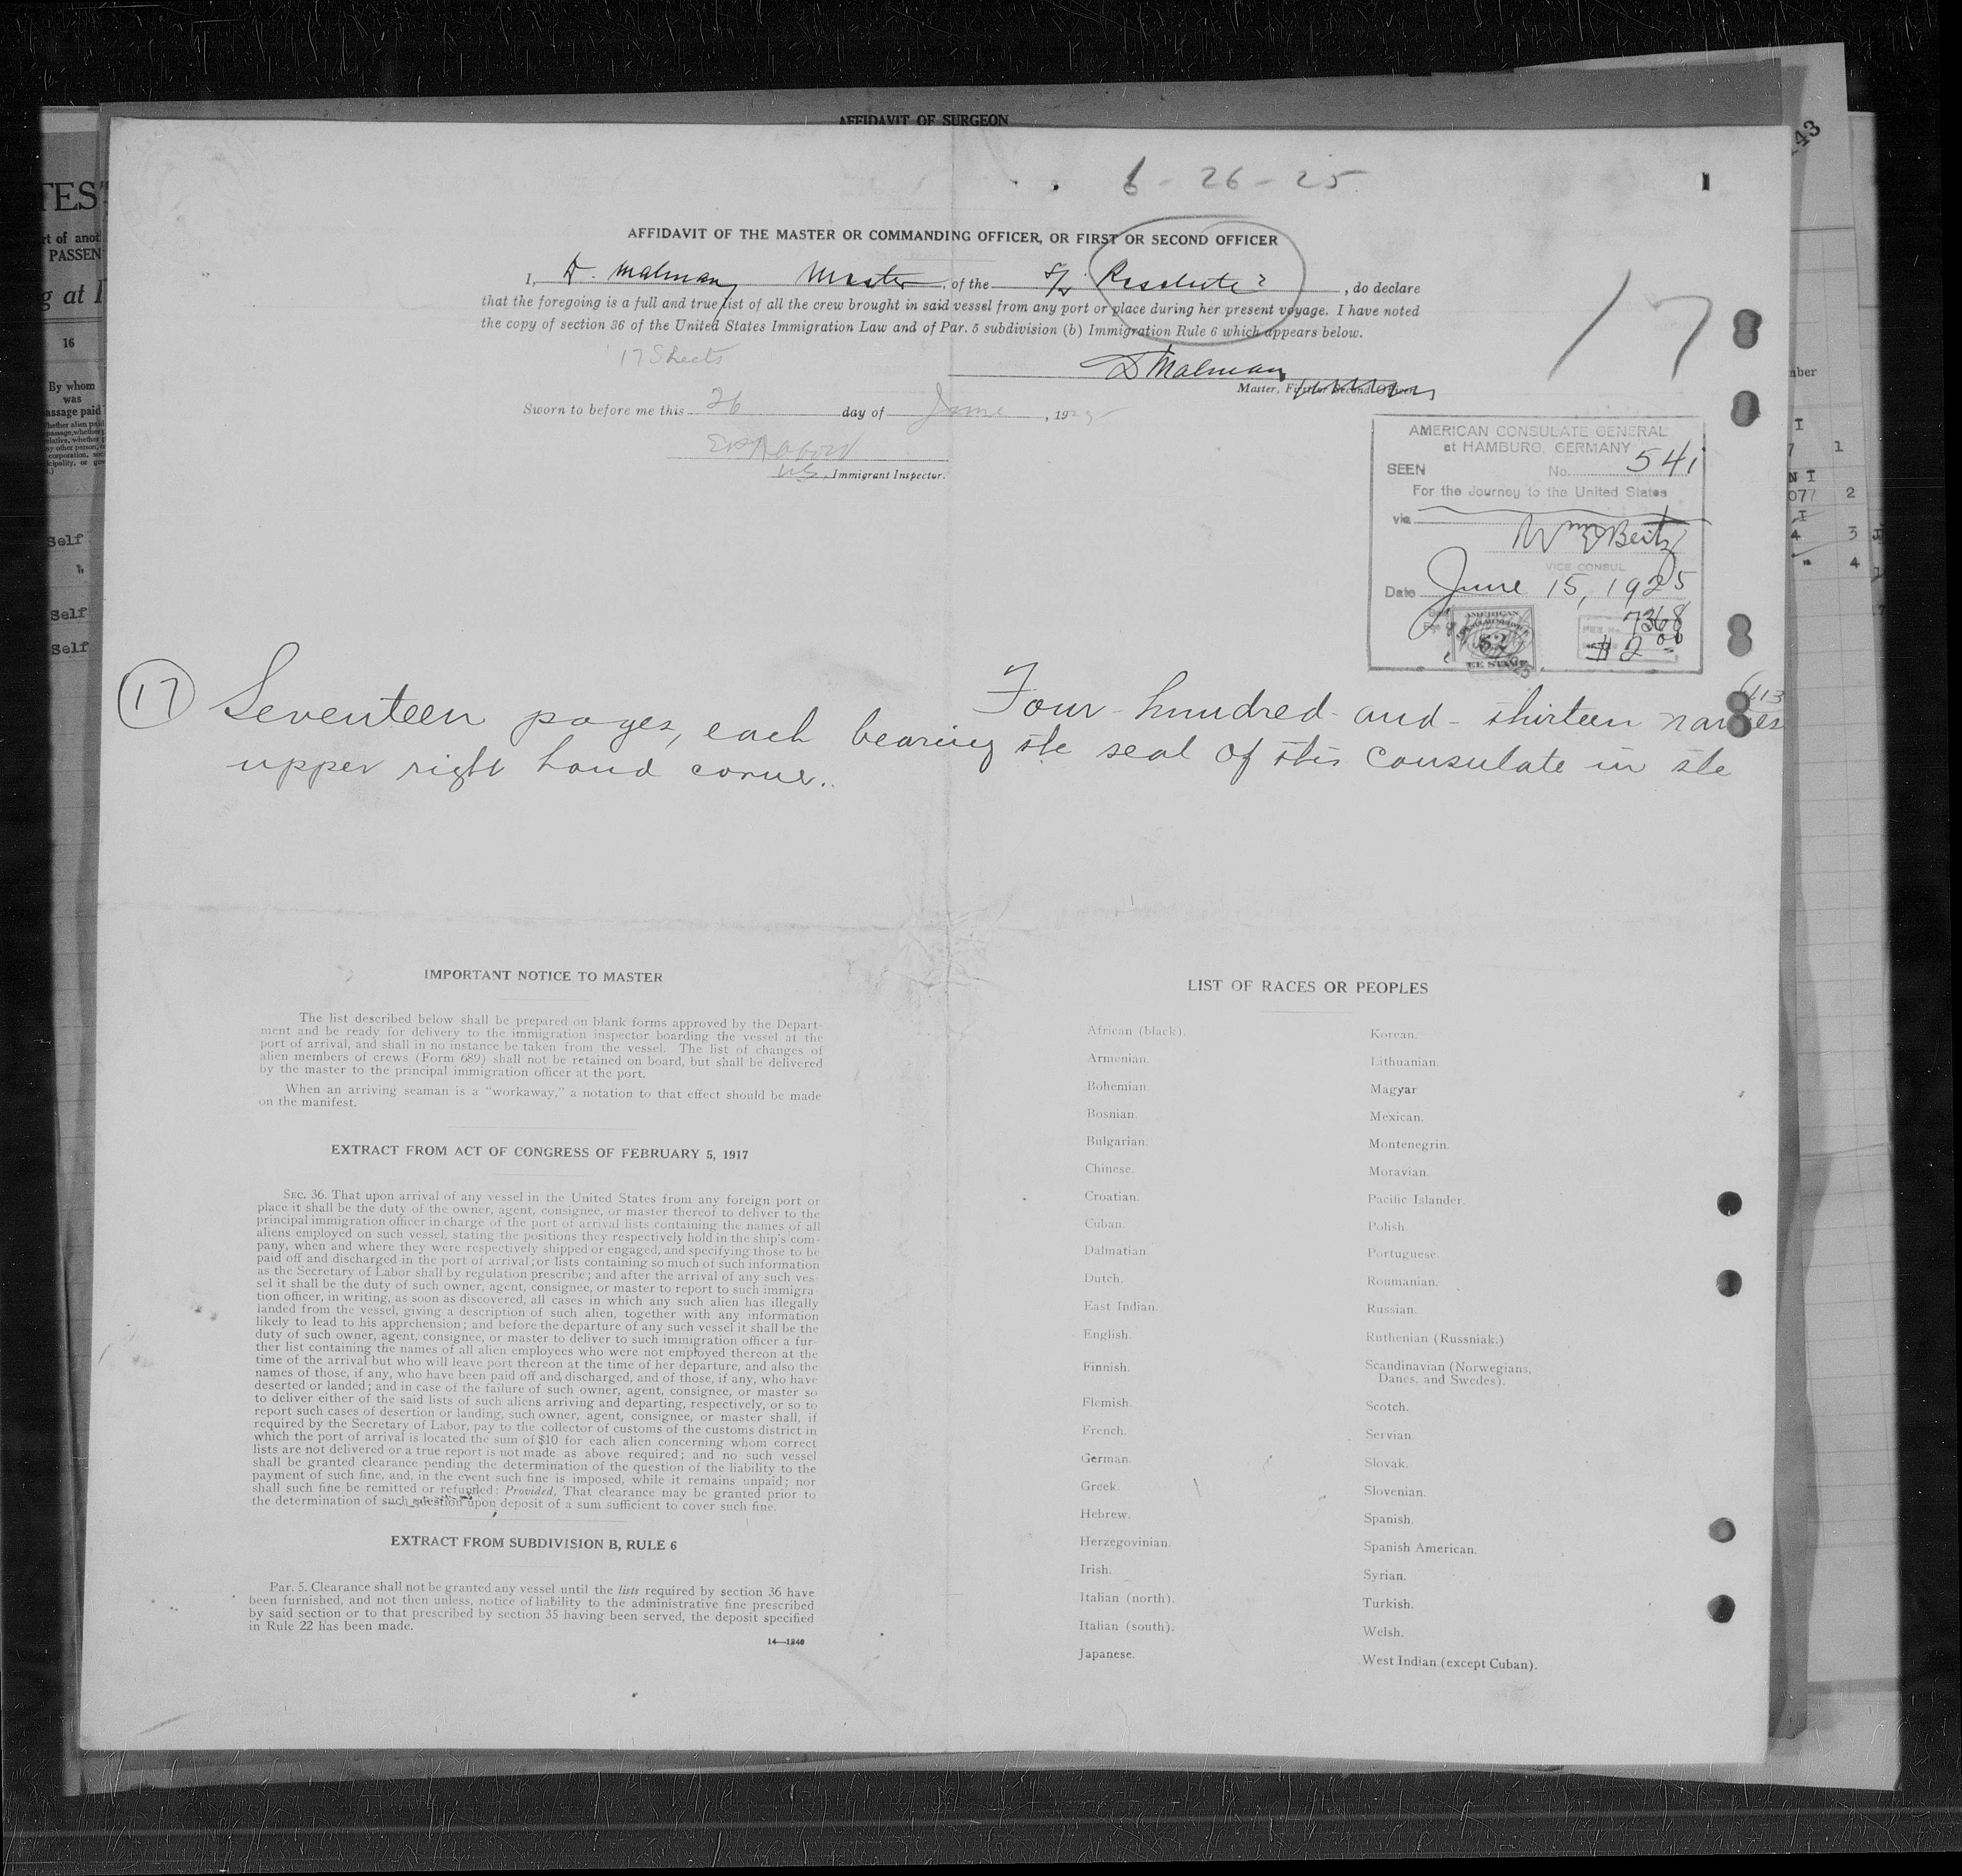 AFFIDAVIT OF SURGEON
6-26-25
AFFIDAVIT OF THE MASTER OR COMMANDING OFFICER, OR FIRST OR SECOND OFFICER
I, D. Malman, Master, of the S/S Resolute, do declare
that the foregoing is a full and true list of all the crew brought in said vessel from any port or place during her present voyage. I have noted
the copy of section 36 of the United States Immigration Law and of Par. 5 subdivision (b) Immigration Rule 6 which appears below.
17 Sheets
17
D Malman
Master, First or Second Officer.
Sworn to before me this 26 day of June, 1925
U.S. Immigrant Inspector.
AMERICAN CONSULATE GENERAL
at HAMBURG, GERMANY
SEEN No. 541
For the Journey to the United States
via
Wm Beitz
VICE CONSUL
Date June 15, 1925
7368
$2.00
AMERICAN
$2
FEE STAMP
(17) Seventeen pages, each bearing the seal of this Consulate in the
upper right hand corner.
Four-hundred-and-thirteen names
(413
IMPORTANT NOTICE TO MASTER
The list described below shall be prepared on blank forms approved by the Depart-
ment and be ready for delivery to the immigration inspector boarding the vessel at the
port of arrival, and shall in no instance be taken from the vessel. The list of changes of
alien members of crews (Form 689) shall not be retained on board, but shall be delivered
by the master to the principal immigration officer at the port.
When an arriving seaman is a "workaway," a notation to that effect should be made
on the manifest.
EXTRACT FROM ACT OF CONGRESS OF FEBRUARY 5, 1917
SEC. 36. That upon arrival of any vessel in the United States from any foreign port or
place it shall be the duty of the owner, agent, consignee, or master thereof to deliver to the
principal immigration officer in charge of the port of arrival lists containing the names of all
aliens employed on such vessel, stating the positions they respectively hold in the ship's com-
pany, when and where they were respectively shipped or engaged, and specifying those to be
paid off and discharged in the port of arrival; or lists containing so much of such information
as the Secretary of Labor shall by regulation prescribe; and after the arrival of any such ves-
sel it shall be the duty of such owner, agent, consignee, or master to report to such immigra-
tion officer, in writing, as soon as discovered, all cases in which any such alien has illegally
landed from the vessel, giving a description of such alien, together with any information
likely to lead to his apprehension; and before the departure of any such vessel it shall be the
duty of such owner, agent, consignee, or master to deliver to such immigration officer a fur-
ther list containing the names of all alien employees who were not employed thereon at the
time of the arrival but who will leave port thereon at the time of her departure, and also the
names of those, if any, who have been paid off and discharged, and of those, if any, who have
deserted or landed; and in case of the failure of such owner, agent, consignee, or master so
to deliver either of the said lists of such aliens arriving and departing, respectively, or so to
report such cases of desertion or landing, such owner, agent, consignee, or master shall, if
required by the Secretary of Labor, pay to the collector of customs of the customs district in
which the port of arrival is located the sum of $10 for each alien concerning whom correct
lists are not delivered or a true report is not made as above required; and no such vessel
shall be granted clearance pending the determination of the question of the liability to the
payment of such fine, and, in the event such fine is imposed, while it remains unpaid; nor
shall such fine be remitted or refunded: Provided, That clearance may be granted prior to
the determination of such question upon deposit of a sum sufficient to cover such fine.
EXTRACT FROM SUBDIVISION B, RULE 6
Par. 5. Clearance shall not be granted any vessel until the lists required by section 36 have
been furnished, and not then unless, notice of liability to the administrative fine prescribed
by said section or to that prescribed by section 35 having been served, the deposit specified
in Rule 22 has been made.
14—1240
LIST OF RACES OR PEOPLES
African (black).
Armenian.
Bohemian.
Bosnian.
Bulgarian.
Chinese.
Croatian.
Cuban.
Dalmatian.
Dutch.
East Indian.
English.
Finnish.
Flemish.
French.
German.
Greek.
Hebrew.
Herzegovinian.
Irish.
Italian (north).
Italian (south).
Japanese.
Korean.
Lithuanian.
Magyar
Mexican.
Montenegrin.
Moravian.
Pacific Islander.
Polish.
Portuguese.
Roumanian.
Russian.
Ruthenian (Russniak.)
Scandinavian (Norwegians,
Danes, and Swedes).
Scotch.
Servian.
Slovak.
Slovenian.
Spanish.
Spanish American.
Syrian.
Turkish.
Welsh.
West Indian (except Cuban).
16
By whom
was
passage paid
Self
"
Self
Self